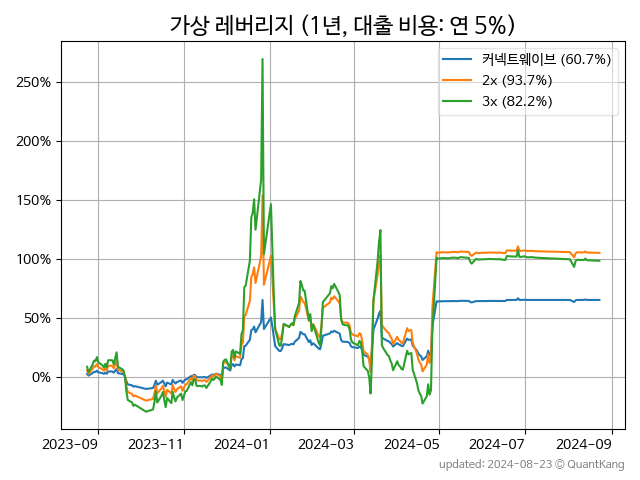 가상 레버리지 (1년, 대출 비용: 연 5%)
커넥트웨이브 (60.7%)
2x (93.7%)
3x (82.2%)
250%
200%
150%
100%
50%
0%
2023-09 2023-11 2024-01 2024-03 2024-05 2024-07 2024-09
updated: 2024-08-23 © QuantKang